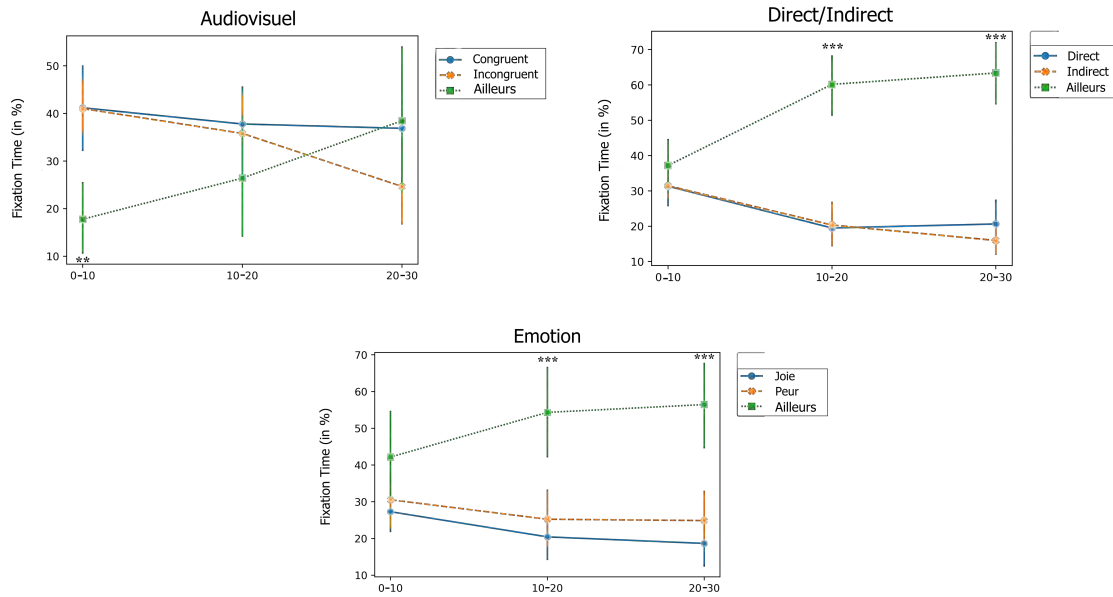 Audiovisuel
Fixation Time (in %)
50
40
30
20
10
**
0–10
10–20
20–30
Congruent
Incongruent
Ailleurs
Direct/Indirect
Fixation Time (in %)
70
60
50
40
30
20
10
***
***
0–10
10–20
20–30
Direct
Indirect
Ailleurs
Emotion
Fixation Time (in %)
70
60
50
40
30
20
10
***
***
0–10
10–20
20–30
Joie
Peur
Ailleurs